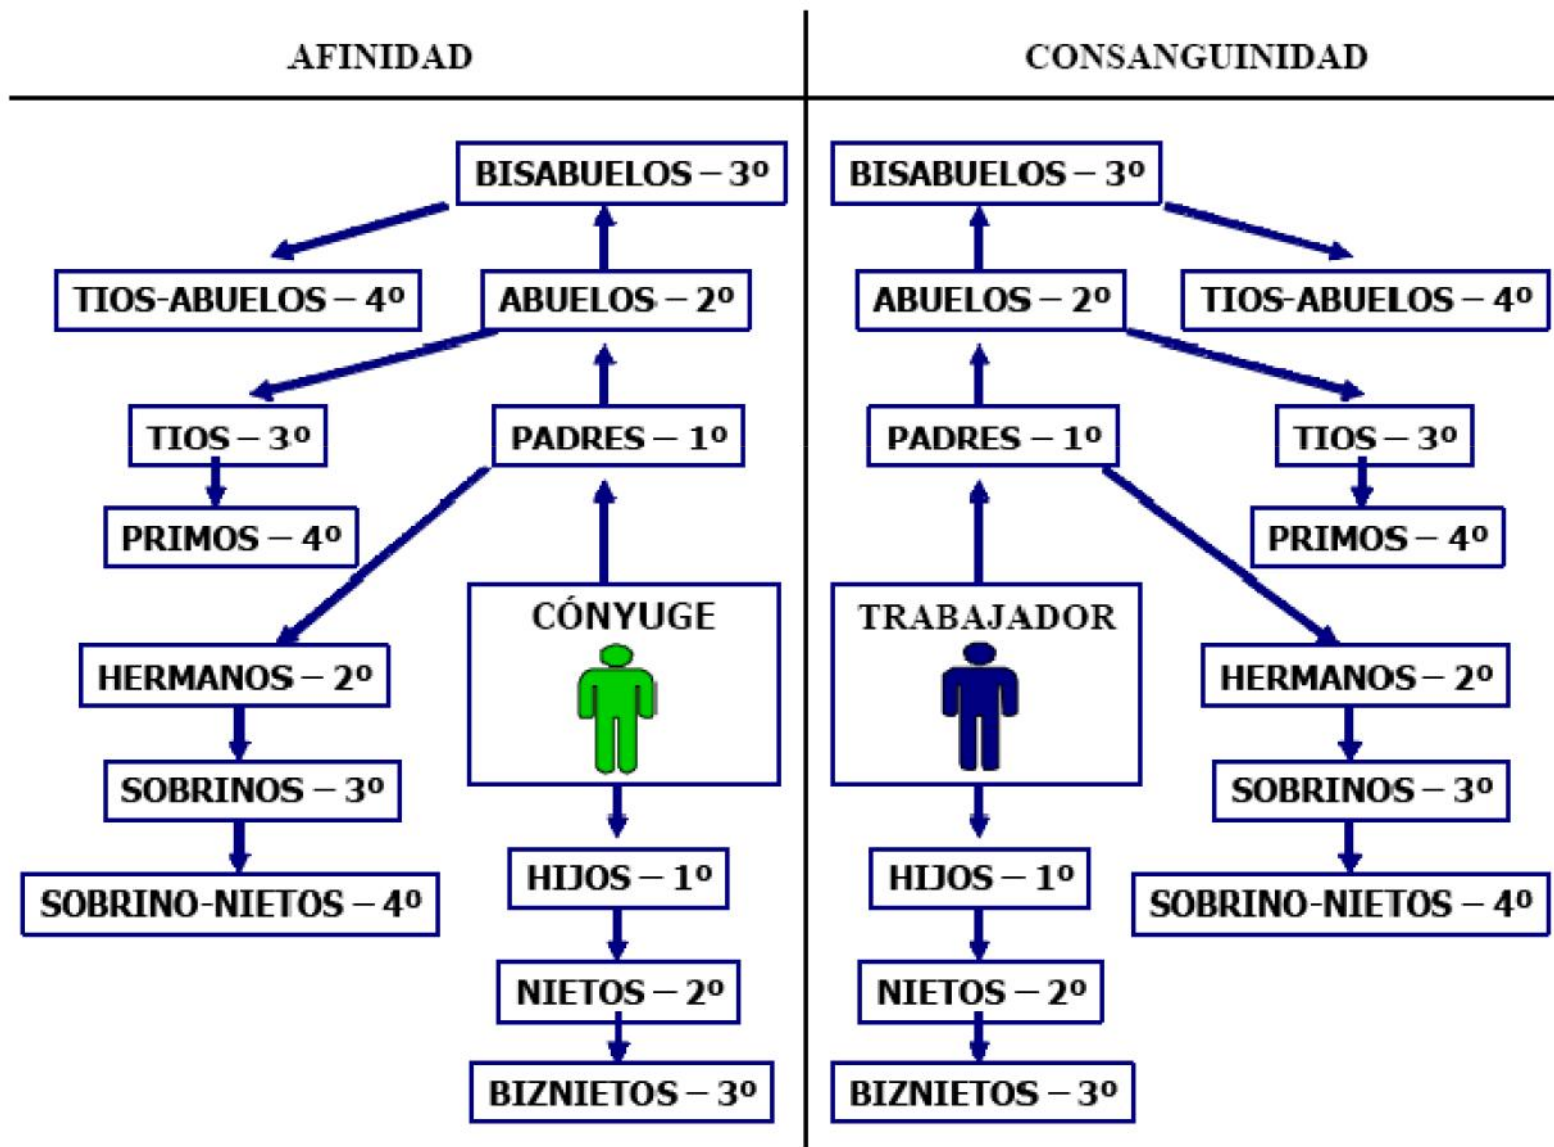 AFINIDAD
CONSANGUINIDAD
BISABUELOS – 3º
BISABUELOS – 3º
TIOS-ABUELOS – 4º
ABUELOS – 2º
ABUELOS – 2º
TIOS-ABUELOS – 4º
TIOS – 3º
PADRES – 1º
PADRES – 1º
TIOS – 3º
PRIMOS – 4º
PRIMOS – 4º
CÓNYUGE
TRABAJADOR
HERMANOS – 2º
HERMANOS – 2º
SOBRINOS – 3º
SOBRINOS – 3º
HIJOS – 1º
HIJOS – 1º
SOBRINO-NIETOS – 4º
SOBRINO-NIETOS – 4º
NIETOS – 2º
NIETOS – 2º
BIZNIETOS – 3º
BIZNIETOS – 3º